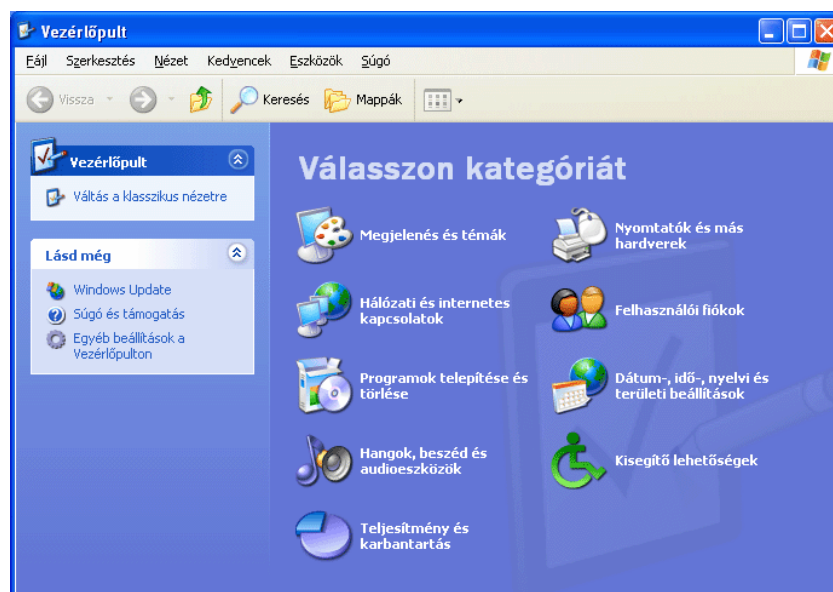 Vezérlőpult
Fájl Szerkesztés Nézet Kedvencek Eszközök Súgó
Vissza Keresés Mappák
Vezérlőpult
Váltás a klasszikus nézetre
Lásd még
Windows Update
Súgó és támogatás
Egyéb beállítások a
Vezérlőpulton
Válasszon kategóriát
Megjelenés és témák
Nyomtatók és más
hardverek
Hálózati és internetes
kapcsolatok
Felhasználói fiókok
Programok telepítése és
törlése
Dátum-, idő-, nyelvi és
területi beállítások
Hangok, beszéd és
audioeszközök
Kisegítő lehetőségek
Teljesítmény és
karbantartás